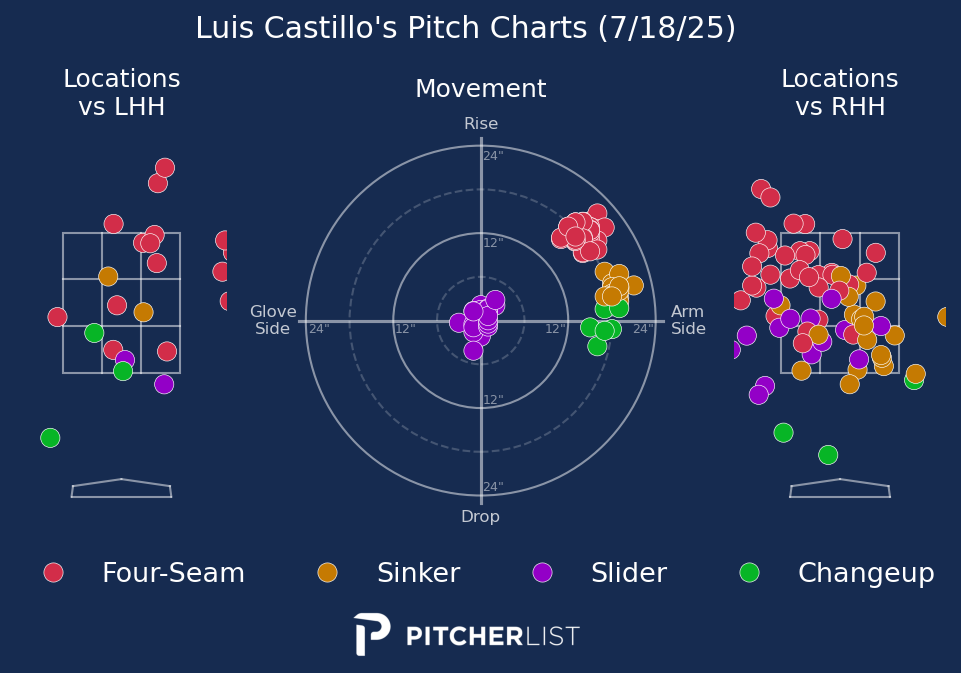 Luis Castillo's Pitch Charts (7/18/25)
Locations
vs LHH
Movement
Locations
vs RHH
Rise
24"
12"
Glove
Side
24"
12"
12"
24"
Arm
Side
12"
24"
Drop
Four-Seam
Sinker
Slider
Changeup
PITCHERLIST